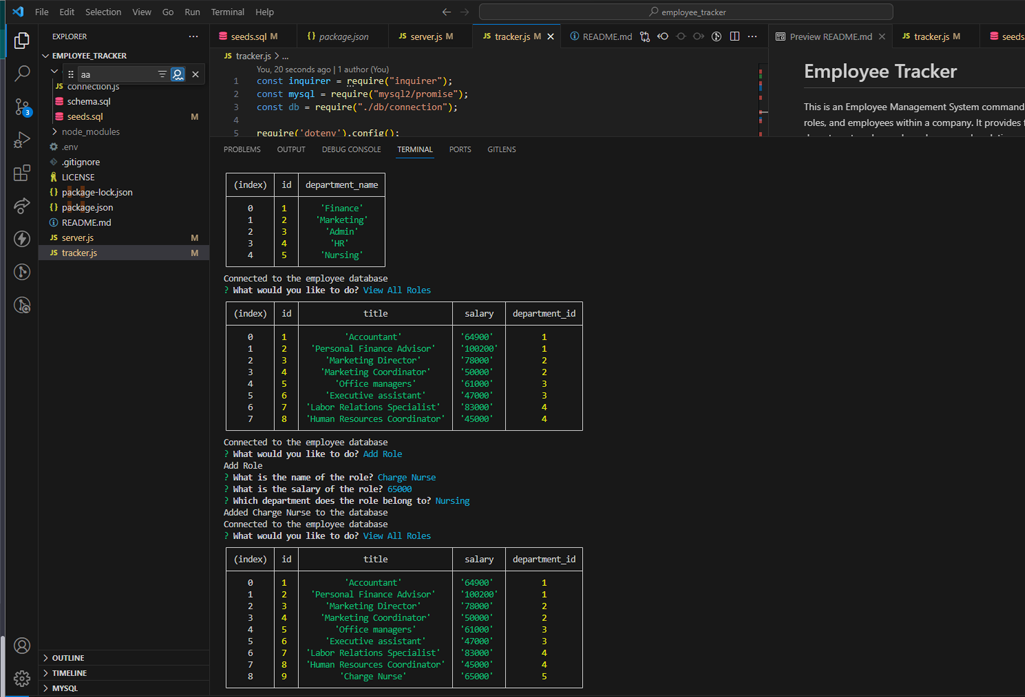 File Edit Selection View Go Run Terminal Help
employee_tracker
EXPLORER
EMPLOYEE_TRACKER
aa
connection.js
schema.sql
seeds.sql M
node_modules
.env
.gitignore
LICENSE
package-lock.json
package.json
README.md
server.js M
tracker.js M
OUTLINE
TIMELINE
MYSQL
3
seeds.sql M
package.json
server.js M
tracker.js M
README.md
Preview README.md
tracker.js M
seeds
tracker.js > ...
You, 20 seconds ago | 1 author (You)
1 const inquirer = require("inquirer");
2 const mysql = require("mysql2/promise");
3 const db = require("./db/connection");
4
5 require('dotenv').config();
Employee Tracker
This is an Employee Management System command
roles, and employees within a company. It provides
PROBLEMS OUTPUT DEBUG CONSOLE TERMINAL PORTS GITLENS
(index) id department_name
0 1 'Finance'
1 2 'Marketing'
2 3 'Admin'
3 4 'HR'
4 5 'Nursing'
Connected to the employee database
? What would you like to do? View All Roles
(index) id title salary department_id
0 1 'Accountant' '64900' 1
1 2 'Personal Finance Advisor' '100200' 1
2 3 'Marketing Director' '78000' 2
3 4 'Marketing Coordinator' '50000' 2
4 5 'Office managers' '61000' 3
5 6 'Executive assistant' '47000' 3
6 7 'Labor Relations Specialist' '83000' 4
7 8 'Human Resources Coordinator' '45000' 4
Connected to the employee database
? What would you like to do? Add Role
Add Role
? What is the name of the role? Charge Nurse
? What is the salary of the role? 65000
? Which department does the role belong to? Nursing
Added Charge Nurse to the database
Connected to the employee database
? What would you like to do? View All Roles
(index) id title salary department_id
0 1 'Accountant' '64900' 1
1 2 'Personal Finance Advisor' '100200' 1
2 3 'Marketing Director' '78000' 2
3 4 'Marketing Coordinator' '50000' 2
4 5 'Office managers' '61000' 3
5 6 'Executive assistant' '47000' 3
6 7 'Labor Relations Specialist' '83000' 4
7 8 'Human Resources Coordinator' '45000' 4
8 9 'Charge Nurse' '65000' 5